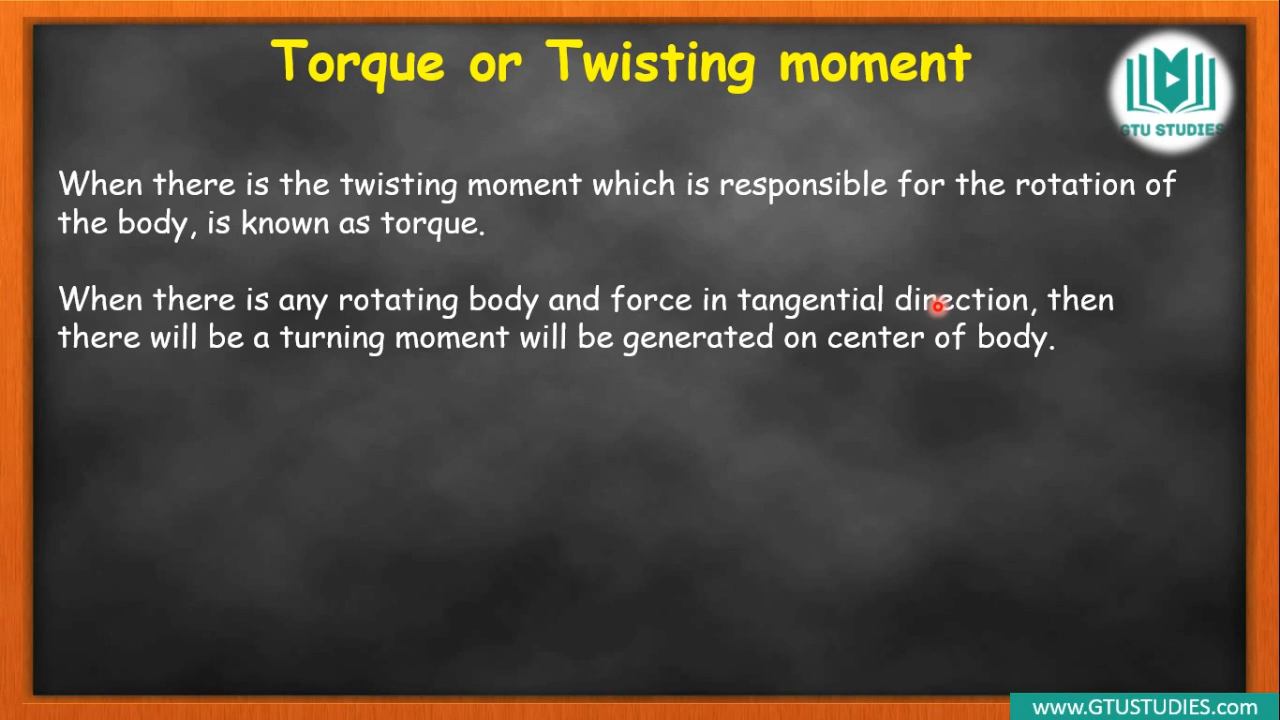 Torque or Twisting moment
GTU STUDIES
When there is the twisting moment which is responsible for the rotation of
the body, is known as torque.
When there is any rotating body and force in tangential direction, then
there will be a turning moment will be generated on center of body.
www.GTUSTUDIES.com